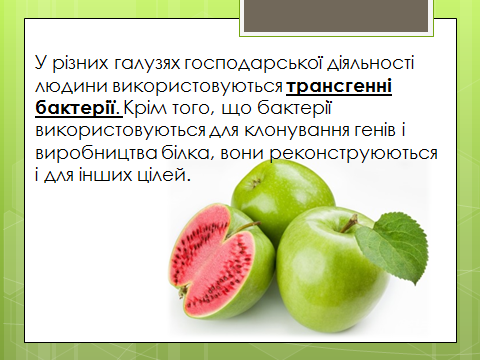 У різних галузях господарської діяльності
людини використовуються трансгенні
бактерії. Крім того, що бактерії
використовуються для клонування генів і
виробництва білка, вони реконструюються
і для інших цілей.